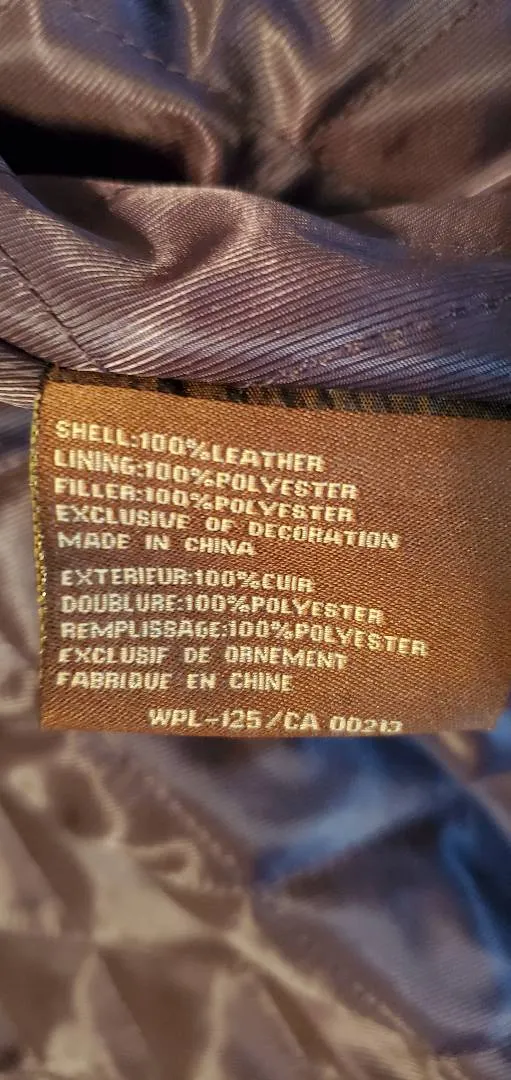 SHELL:100%LEATHER
LINING:100%POLYESTER
FILLER:100%POLYESTER
EXCLUSIVE OF DECORATION
MADE IN CHINA
EXTERIEUR:100%CUIR
DOUBLURE:100%POLYESTER
REMPLISSAGE:100%POLYESTER
EXCLUSIF DE ORNEMENT
FABRIQUE EN CHINE
WPL-125/CA 00213